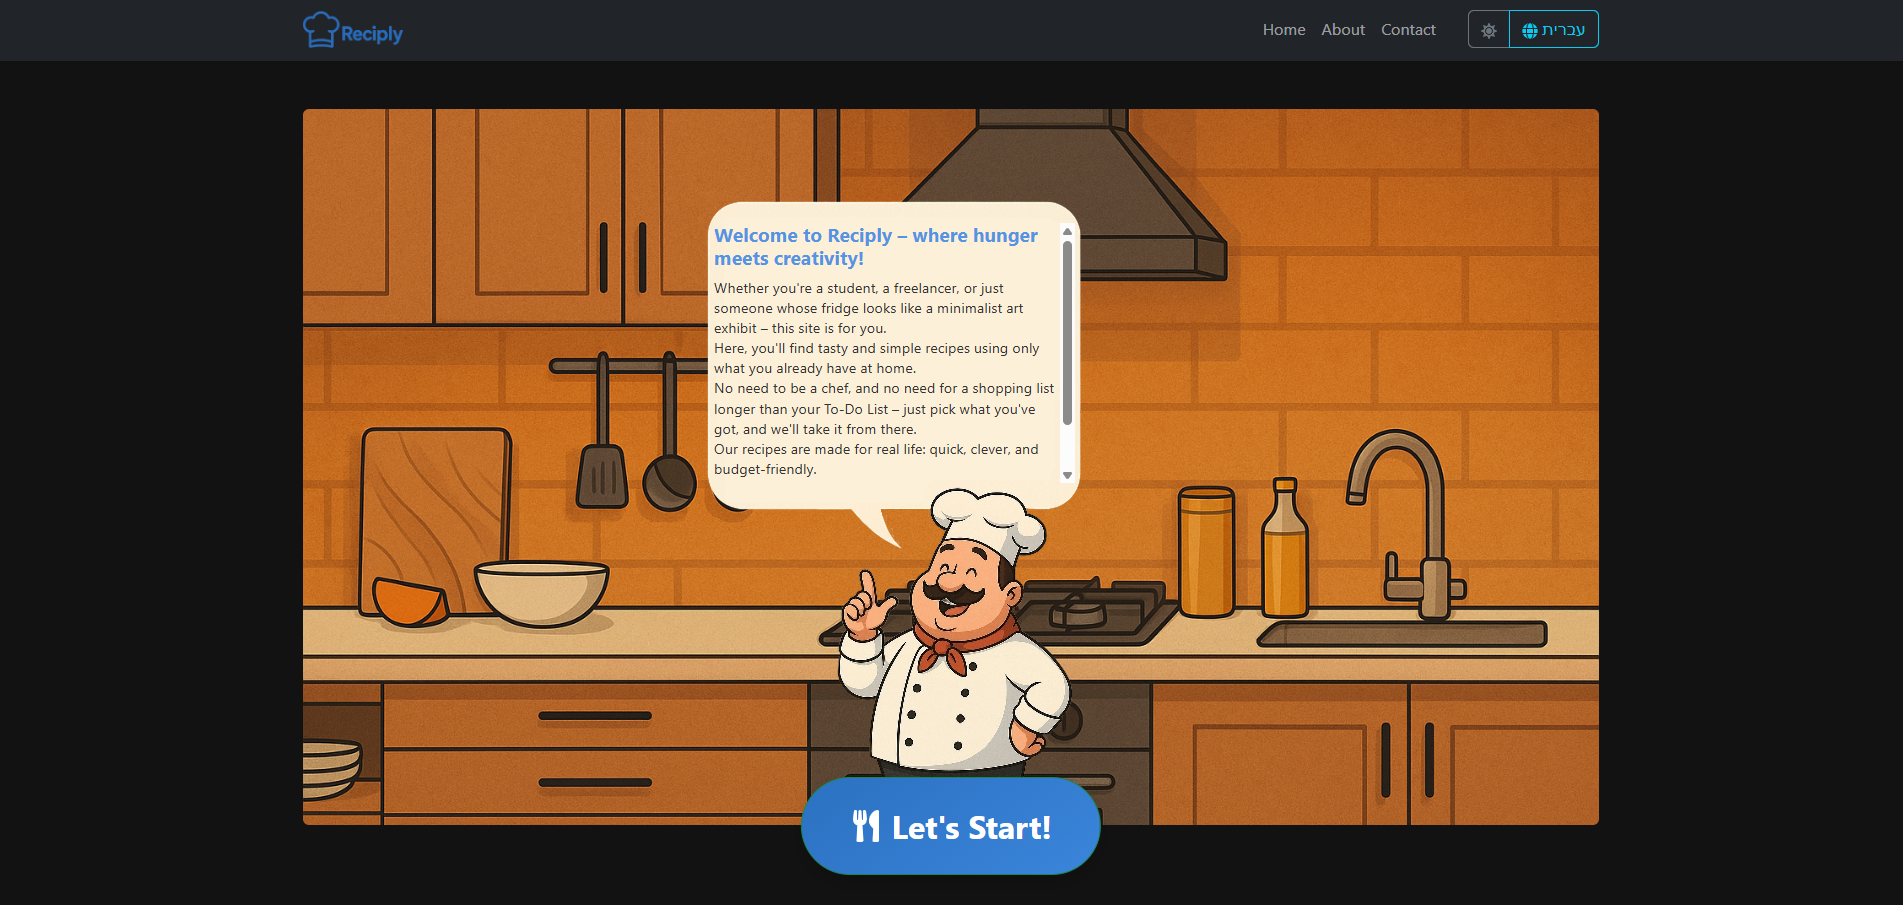 Reciply
Home
About
Contact
עברית
Welcome to Reciply – where hunger
meets creativity!
Whether you're a student, a freelancer, or just
someone whose fridge looks like a minimalist art
exhibit – this site is for you.
Here, you'll find tasty and simple recipes using only
what you already have at home.
No need to be a chef, and no need for a shopping list
longer than your To-Do List – just pick what you've
got, and we'll take it from there.
Our recipes are made for real life: quick, clever, and
budget-friendly.
Let's Start!